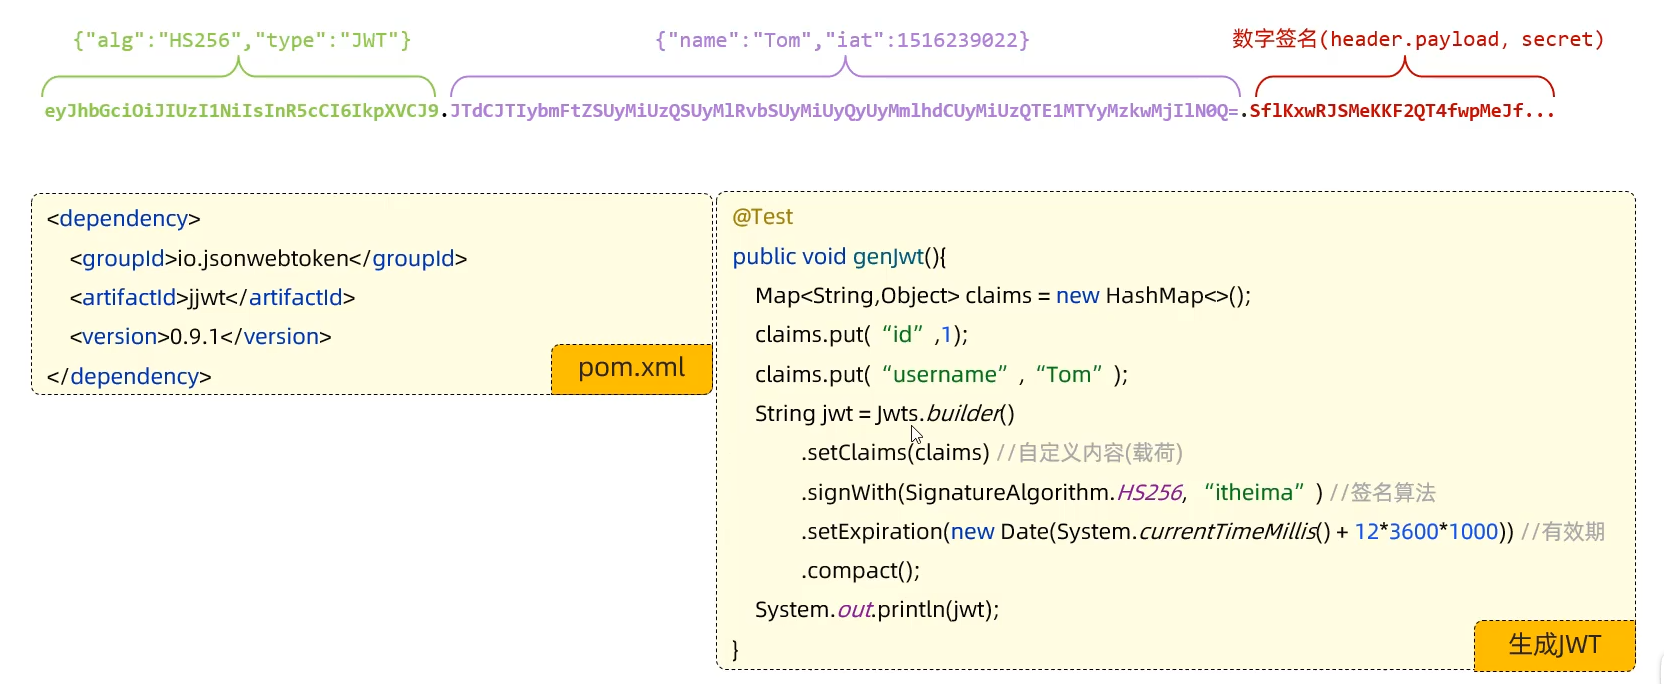 {"alg":"HS256","type":"JWT"}
{"name":"Tom","iat":1516239022}
数字签名(header.payload, secret)
eyJhbGciOiJIUzI1NiIsInR5cCI6IkpXVCJ9.JTdCJTIybmFtZSUyMiUzQSUyMlRvbSUyMiUyQyUyMmlhdCUyMiUzQTE1MTYyMzkwMjIlN0Q=.SflKxwRJSMeKKF2QT4fwpMeJf...
<dependency>
<groupId>io.jsonwebtoken</groupId>
<artifactId>jjwt</artifactId>
<version>0.9.1</version>
</dependency>
pom.xml
@Test
public void genJwt(){
Map<String,Object> claims = new HashMap<>();
claims.put( “id” ,1);
claims.put( “username” , “Tom” );
String jwt = Jwts.builder()
.setClaims(claims) //自定义内容(载荷)
.signWith(SignatureAlgorithm.HS256, “itheima” ) //签名算法
.setExpiration(new Date(System.currentTimeMillis() + 12*3600*1000)) //有效期
.compact();
System.out.println(jwt);
}
生成JWT